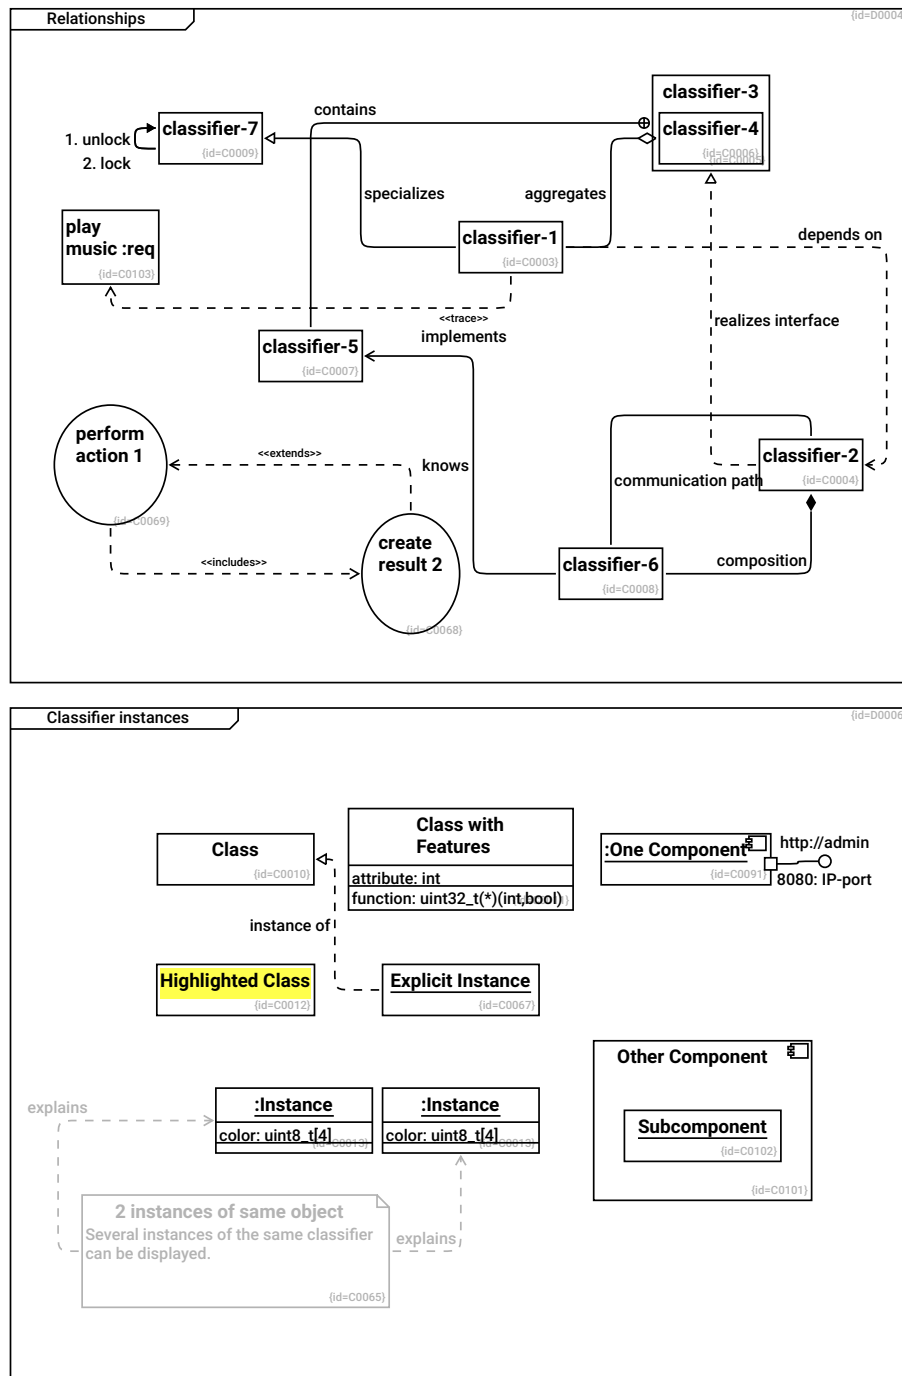 Relationships
{id=D0004
contains
classifier-3
classifier-7
classifier-4
1. unlock
{id=C0009}
{id=C0006}
{id=C0005}
2. lock
specializes
aggregates
play
music :req
{id=C0103}
classifier-1
{id=C0003}
depends on
<<trace>>
implements
realizes interface
classifier-5
{id=C0007}
perform
action 1
{id=C0069}
<<extends>>
knows
classifier-2
{id=C0004}
communication path
create
result 2
{id=C0068}
<<includes>>
classifier-6
{id=C0008}
composition
Classifier instances
{id=D0006
Class
{id=C0010}
Class with
Features
attribute: int
function: uint32_t(*)(int,bool)
:One Component
{id=C0091}
http://admin
8080: IP-port
instance of
Highlighted Class
{id=C0012}
Explicit Instance
{id=C0067}
Other Component
Subcomponent
{id=C0102}
{id=C0101}
explains
:Instance
color: uint8_t[4]
{id=C0013}
:Instance
color: uint8_t[4]
{id=C0013}
2 instances of same object
Several instances of the same classifier
can be displayed.
{id=C0065}
explains